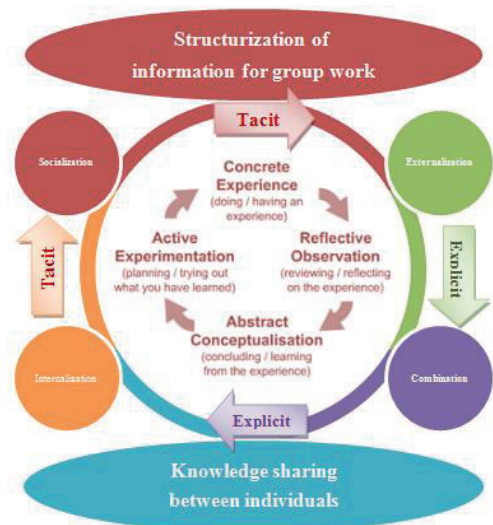 Structurization of
information for group work
Tacit
Socialization
Externalization
Concrete
Experience
(doing / having an
experience)
Active
Experimentation
(planning / trying out
what you have learned)
Reflective
Observation
(reviewing / reflecting
on the experience)
Tacit
Explicit
Abstract
Conceptualisation
(concluding / learning
from the experience)
Internalization
Combination
Explicit
Knowledge sharing
between individuals